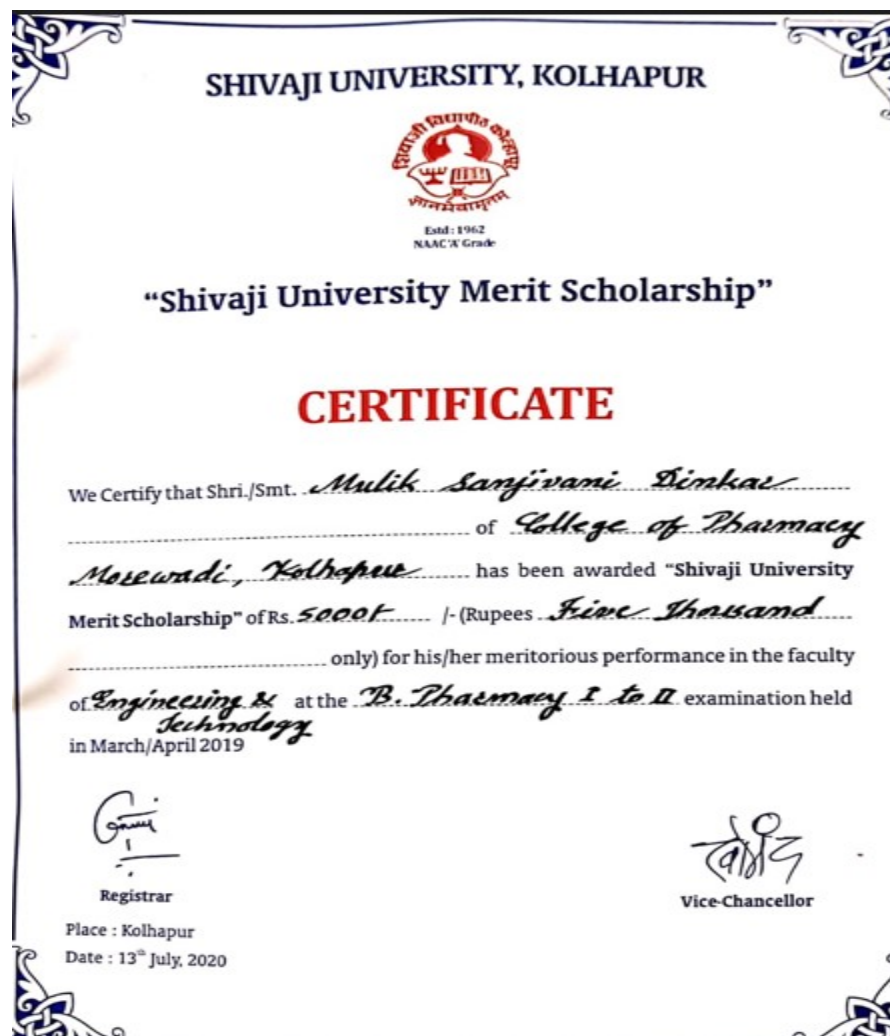 SHIVAJI UNIVERSITY, KOLHAPUR
शिवाजी विद्यापीठ कोल्हापूर
ज्ञानमेवामृतम्
Estd : 1962
NAAC 'A' Grade
“Shivaji University Merit Scholarship”
CERTIFICATE
We Certify that Shri./Smt. Mulik Sanjivani Dinkar
of College of Pharmacy
Morewadi, Kolhapur has been awarded “Shivaji University
Merit Scholarship” of Rs. 5000/- /- (Rupees Five Thousand
only) for his/her meritorious performance in the faculty
of Engineering & at the B. Pharmacy I to II examination held
Technology
in March/April 2019
Registrar
Vice-Chancellor
Place : Kolhapur
Date : 13th July, 2020